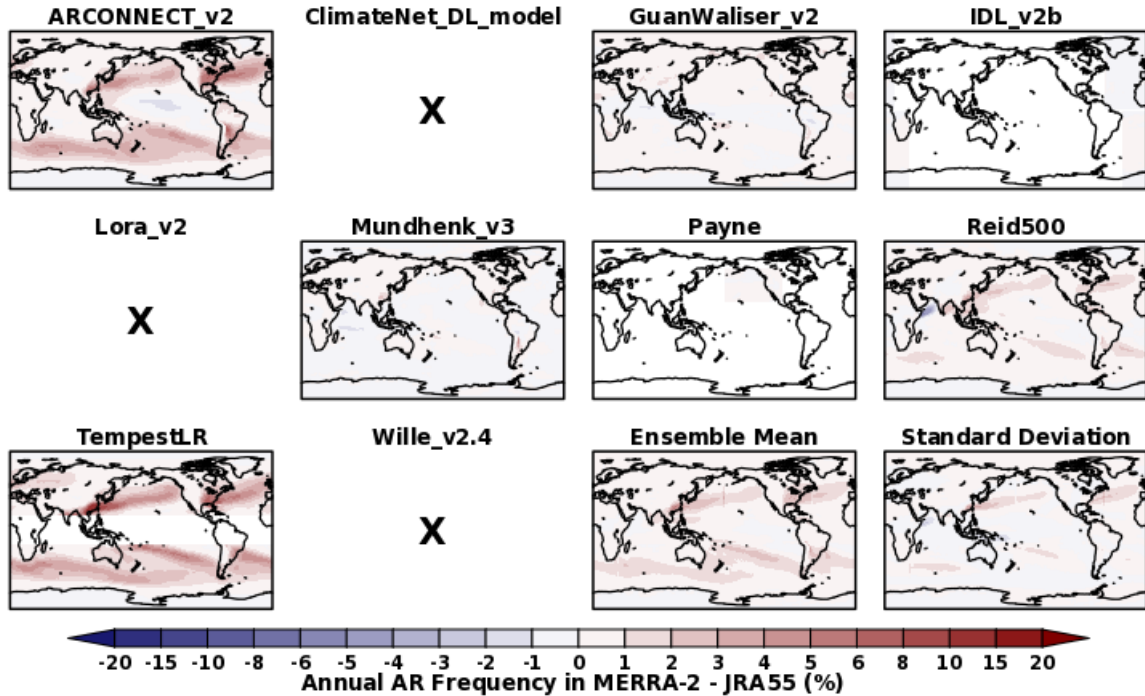 ARCONNECT_v2 ClimateNet_DL_model GuanWaliser_v2 IDL_v2b
X
Lora_v2 Mundhenk_v3 Payne Reid500
X
TempestLR Wille_v2.4 Ensemble Mean Standard Deviation
X
-20 -15 -10 -8 -6 -5 -4 -3 -2 -1 0 1 2 3 4 5 6 8 10 15 20
Annual AR Frequency in MERRA-2 - JRA55 (%)